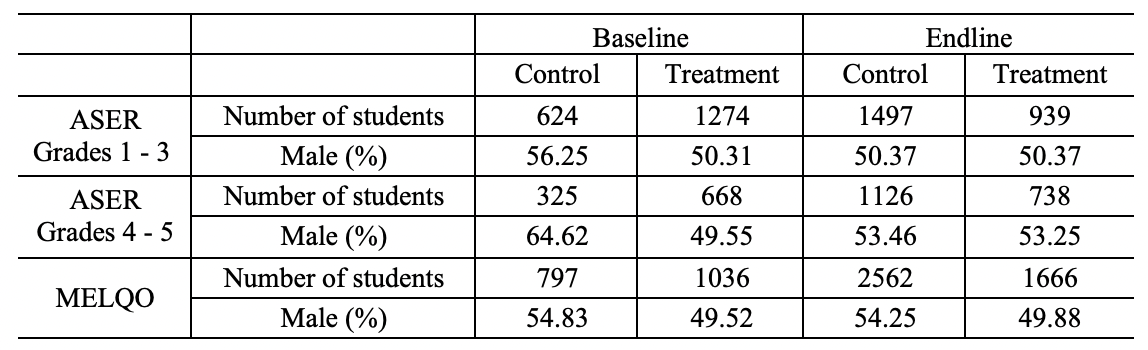 Baseline Endline
Control Treatment Control Treatment
ASER Grades 1 - 3 Number of students 624 1274 1497 939
Male (%) 56.25 50.31 50.37 50.37
ASER Grades 4 - 5 Number of students 325 668 1126 738
Male (%) 64.62 49.55 53.46 53.25
MELQO Number of students 797 1036 2562 1666
Male (%) 54.83 49.52 54.25 49.88